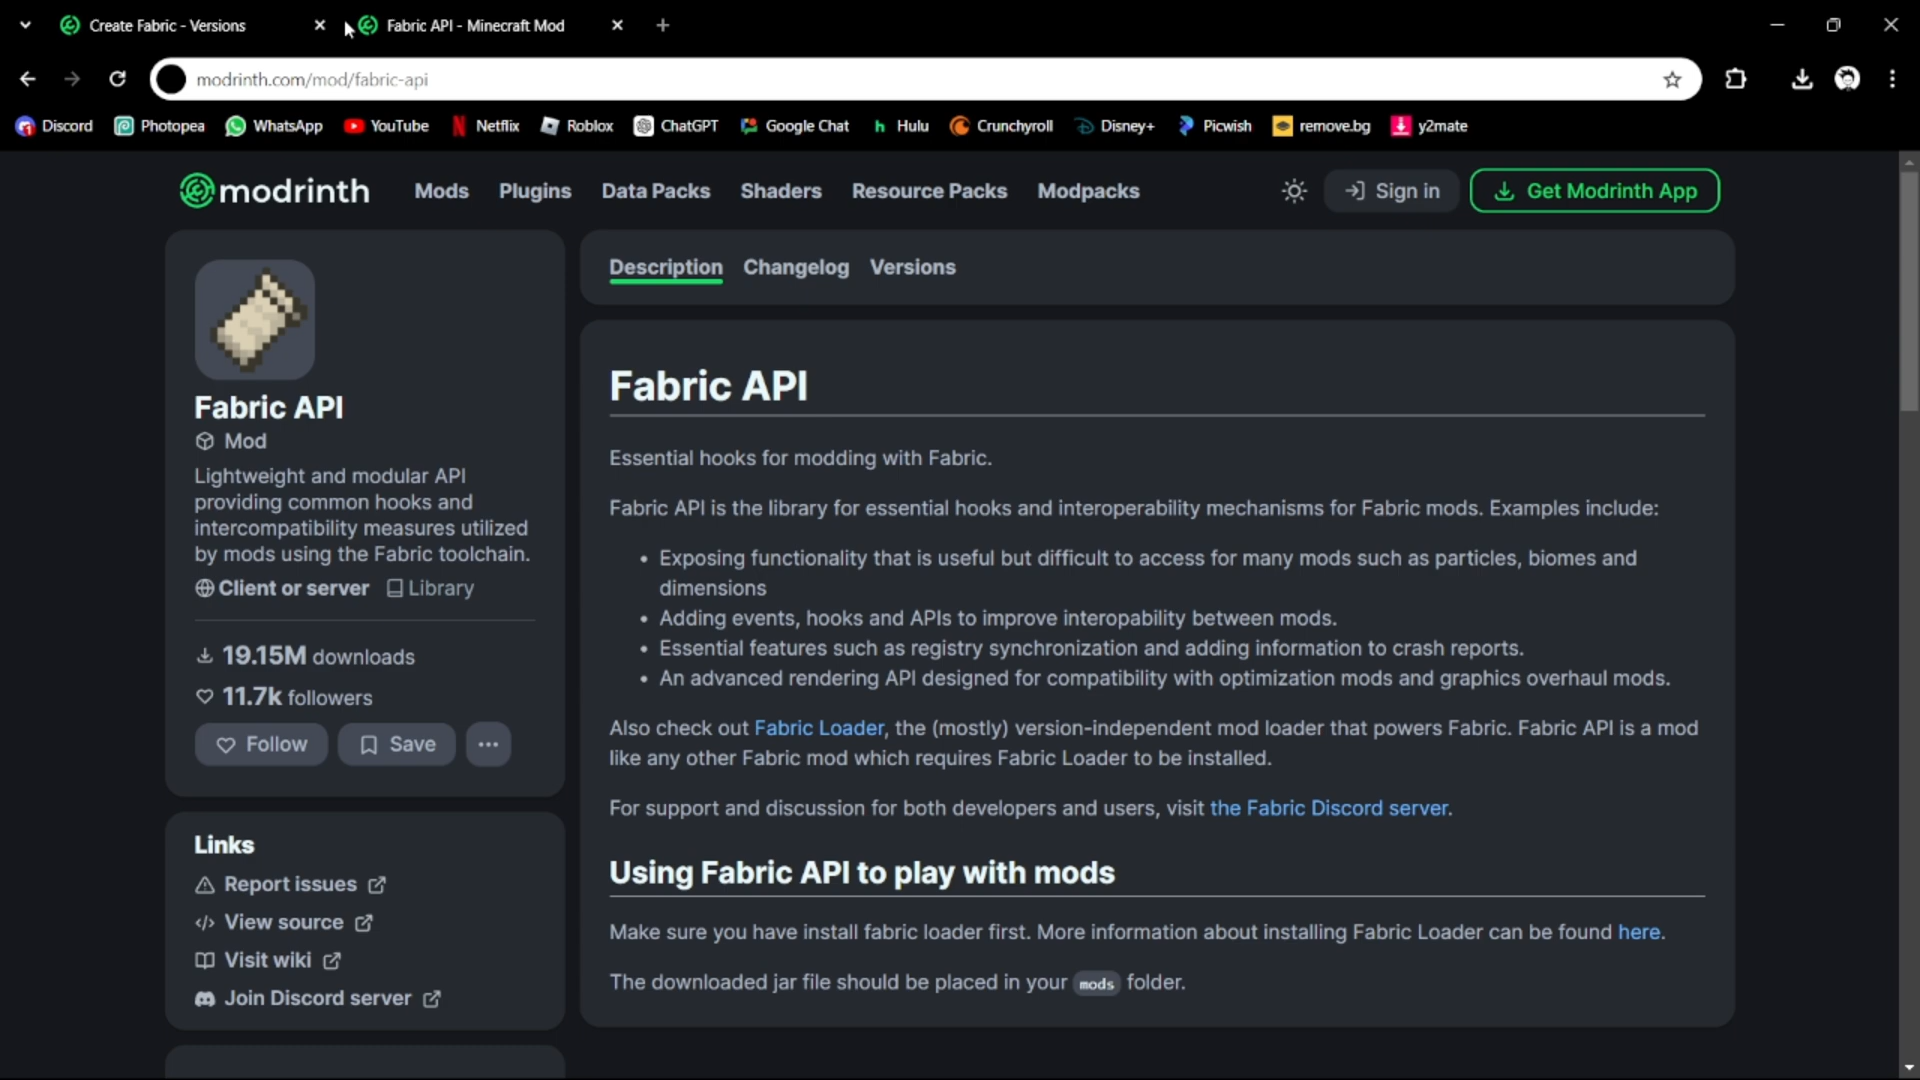 Create Fabric - Versions
Fabric API - Minecraft Mod
modrinth.com/mod/fabric-api
Discord Photopea WhatsApp YouTube Netflix Roblox ChatGPT Google Chat Hulu Crunchyroll Disney+ Picwish remove.bg y2mate
modrinth Mods Plugins Data Packs Shaders Resource Packs Modpacks Sign in Get Modrinth App
Fabric API
Mod
Lightweight and modular API
providing common hooks and
intercompatibility measures utilized
by mods using the Fabric toolchain.
Client or server Library
19.15M downloads
11.7k followers
Follow Save
Links
Report issues
View source
Visit wiki
Join Discord server
Description Changelog Versions
Fabric API
Essential hooks for modding with Fabric.
Fabric API is the library for essential hooks and interoperability mechanisms for Fabric mods. Examples include:
• Exposing functionality that is useful but difficult to access for many mods such as particles, biomes and
dimensions
• Adding events, hooks and APIs to improve interopability between mods.
• Essential features such as registry synchronization and adding information to crash reports.
• An advanced rendering API designed for compatibility with optimization mods and graphics overhaul mods.
Also check out Fabric Loader, the (mostly) version-independent mod loader that powers Fabric. Fabric API is a mod
like any other Fabric mod which requires Fabric Loader to be installed.
For support and discussion for both developers and users, visit the Fabric Discord server.
Using Fabric API to play with mods
Make sure you have install fabric loader first. More information about installing Fabric Loader can be found here.
The downloaded jar file should be placed in your mods folder.